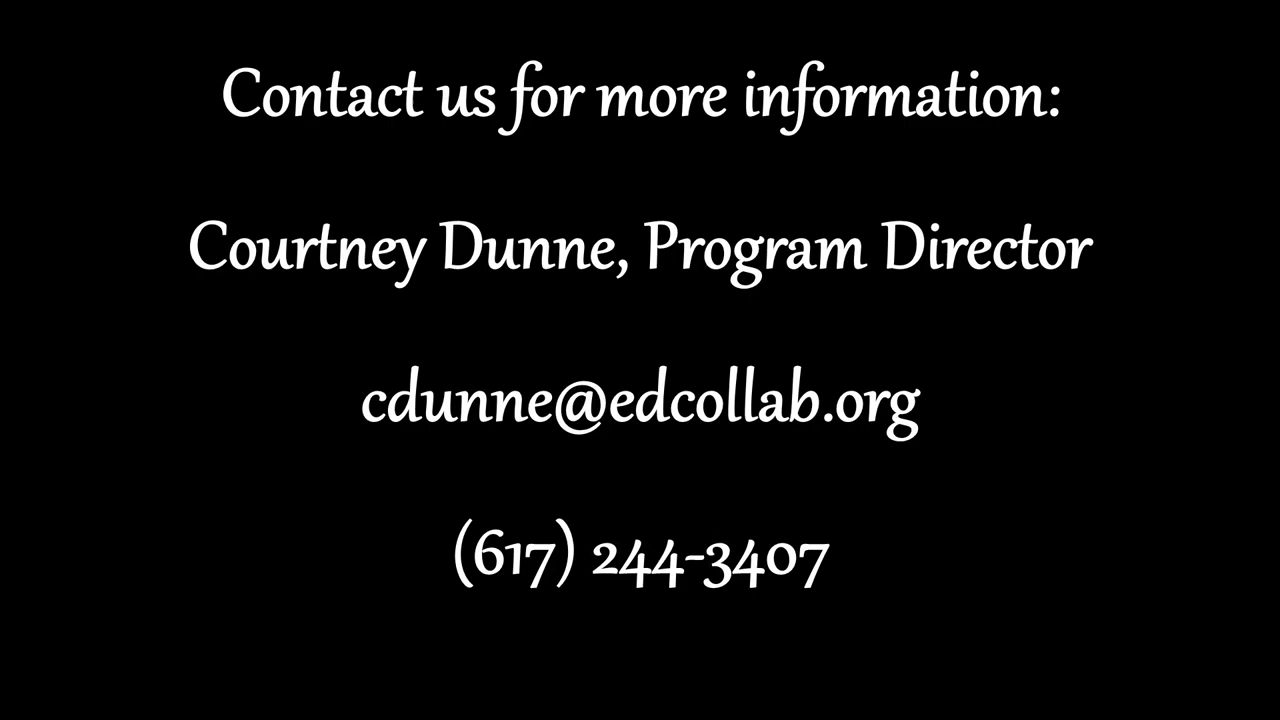 Contact us for more information:
Courtney Dunne, Program Director
cdunne@edcollab.org
(617) 244-3407